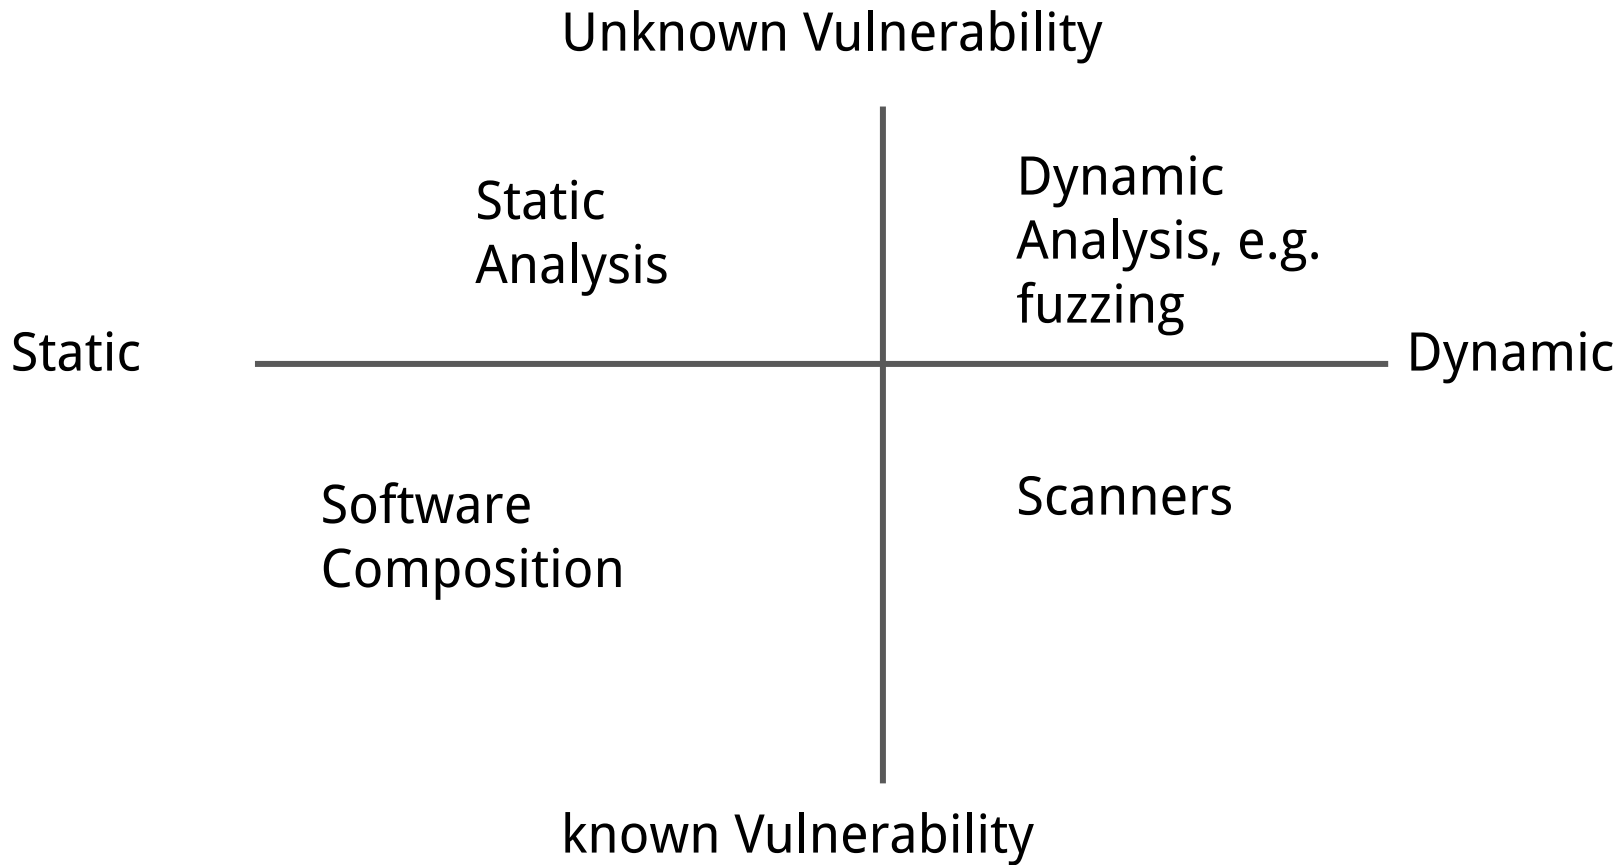 Unknown Vulnerability
Static
Analysis
Dynamic
Analysis, e.g.
fuzzing
Static
Dynamic
Software
Composition
Scanners
known Vulnerability